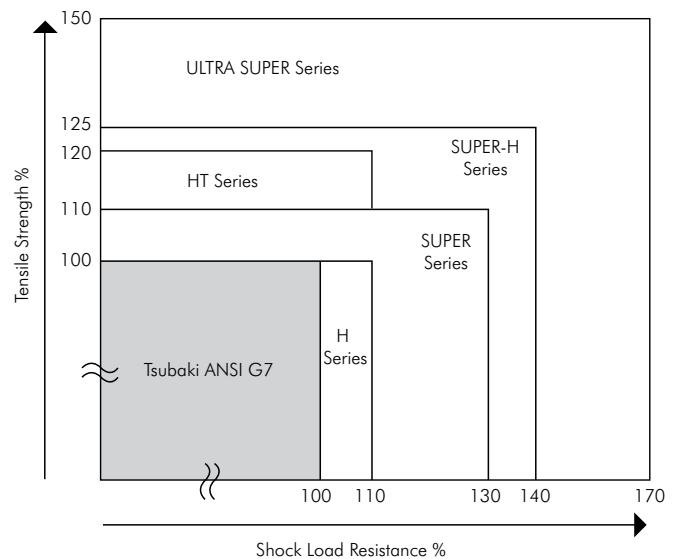 150
ULTRA SUPER Series
125
120
SUPER-H
Series
HT Series
110
SUPER
Series
100
H
Series
Tsubaki ANSI G7
Tensile Strength %
100 110 130 140 170
Shock Load Resistance %